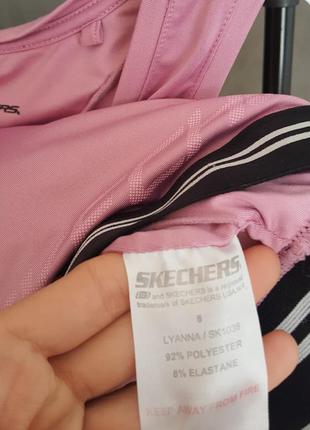 ERS.
SKECHERS
and SKECHERS is a registered
trademark of SKECHERS USA
8
LYANNA / SK1038
92% POLYESTER
8% ELASTANE
KEEP AWAY FROM FIRE